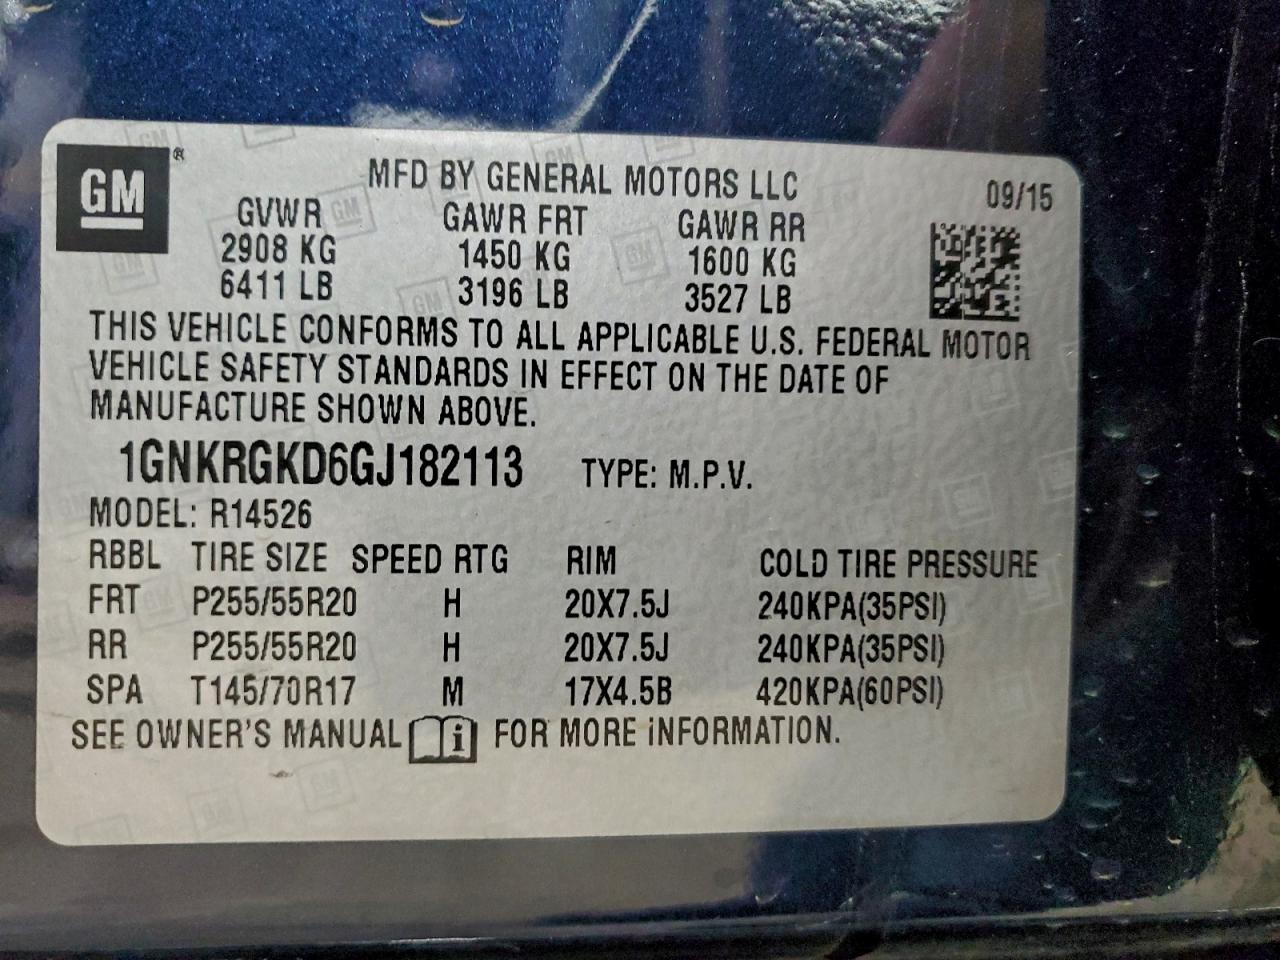 GM ®
MFD BY GENERAL MOTORS LLC 09/15
GVWR GAWR FRT GAWR RR
2908 KG 1450 KG 1600 KG
6411 LB 3196 LB 3527 LB
THIS VEHICLE CONFORMS TO ALL APPLICABLE U.S. FEDERAL MOTOR
VEHICLE SAFETY STANDARDS IN EFFECT ON THE DATE OF
MANUFACTURE SHOWN ABOVE.
1GNKRGKD6GJ182113 TYPE: M.P.V.
MODEL: R14526
RBBL TIRE SIZE SPEED RTG RIM COLD TIRE PRESSURE
FRT P255/55R20 H 20X7.5J 240KPA(35PSI)
RR P255/55R20 H 20X7.5J 240KPA(35PSI)
SPA T145/70R17 M 17X4.5B 420KPA(60PSI)
SEE OWNER'S MANUAL i FOR MORE iNFORMATION.